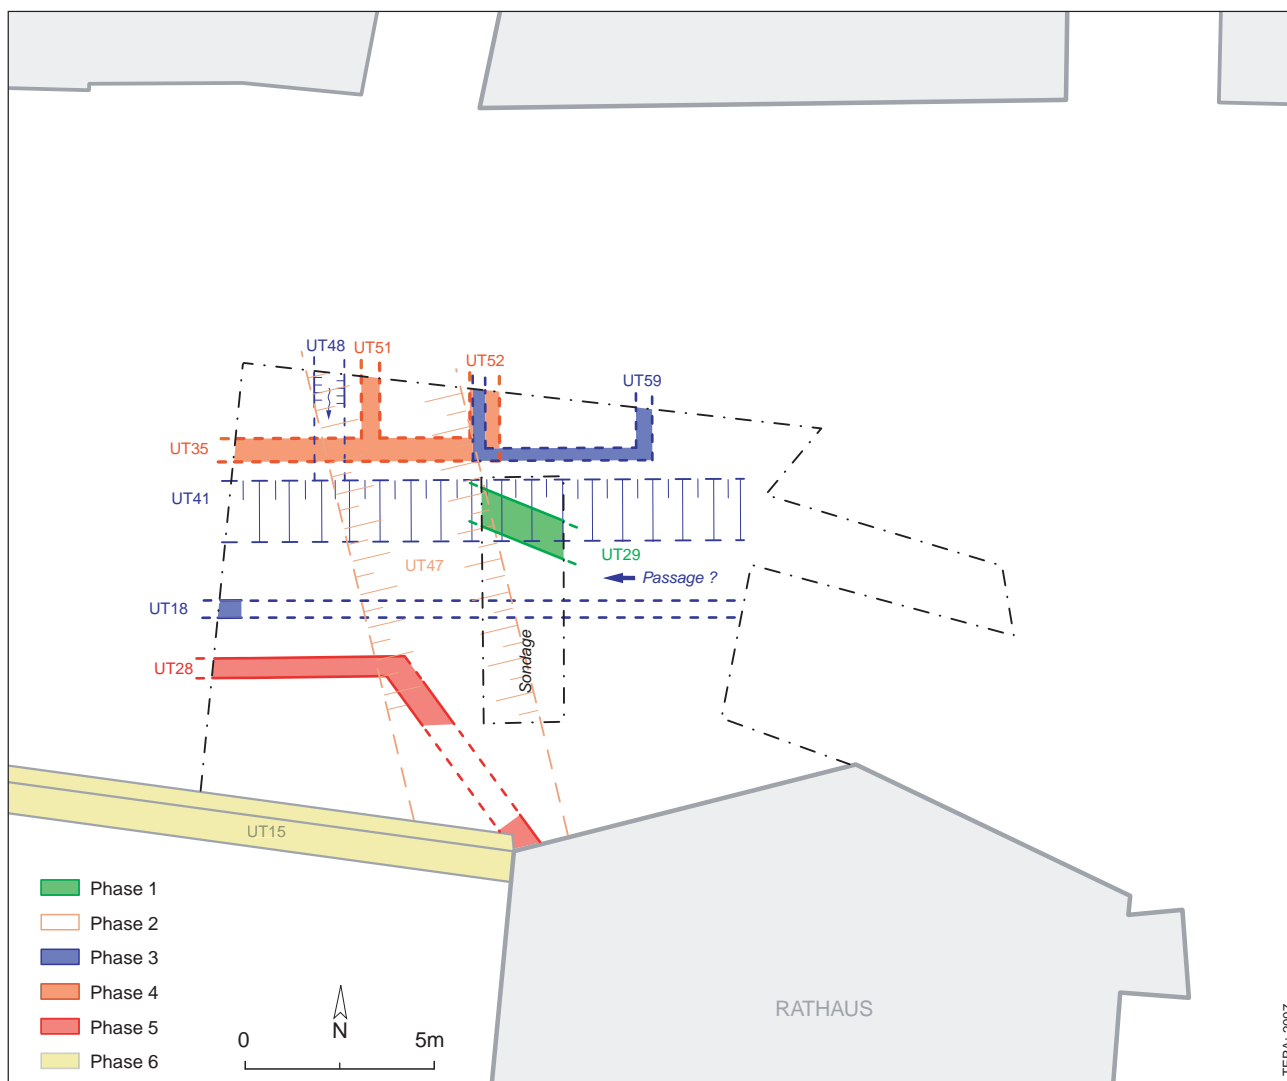 UT48
UT51
UT52
UT59
UT35
UT41
UT29
UT47
Passage ?
UT18
Sondage
UT28
UT15
Phase 1
Phase 2
Phase 3
Phase 4
Phase 5
Phase 6
N
0 5m
RATHAUS